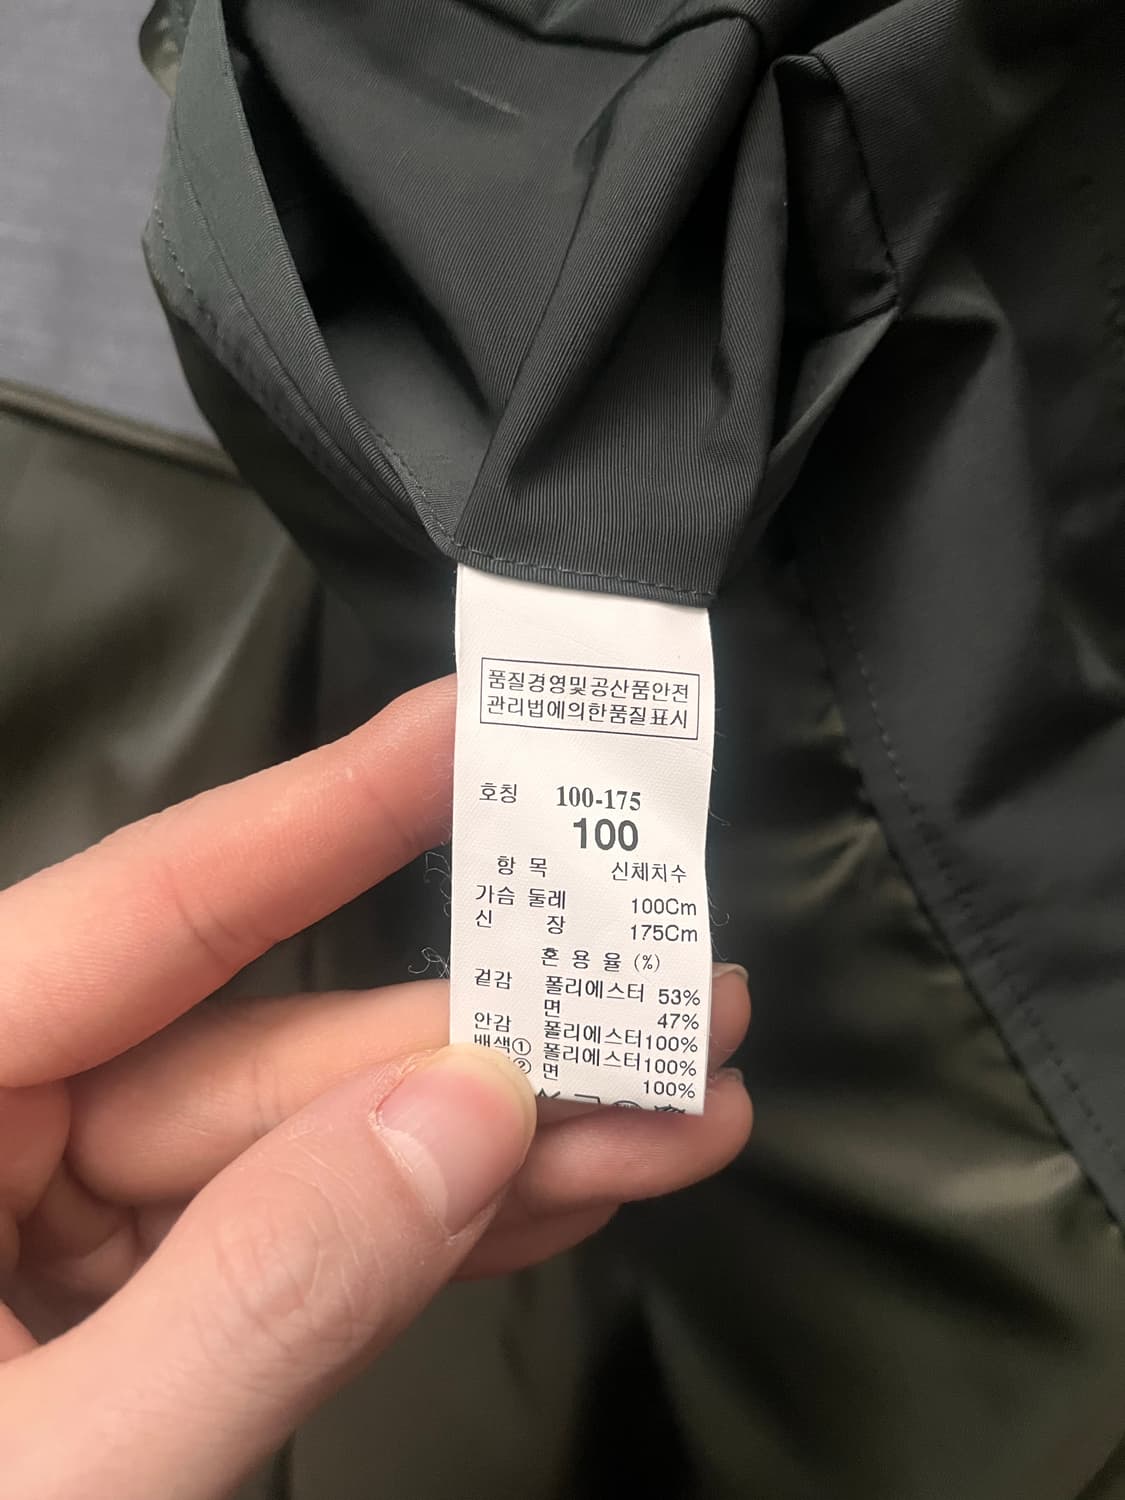 품질경영및공산품안전
관리법에의한품질표시
호칭 100-175
100
항 목 신체치수
가슴 둘레 100Cm
신 장 175Cm
혼 용 율 (%)
겉감 폴리에스터 53%
면 47%
안감 폴리에스터100%
배색① 폴리에스터100%
② 면 100%